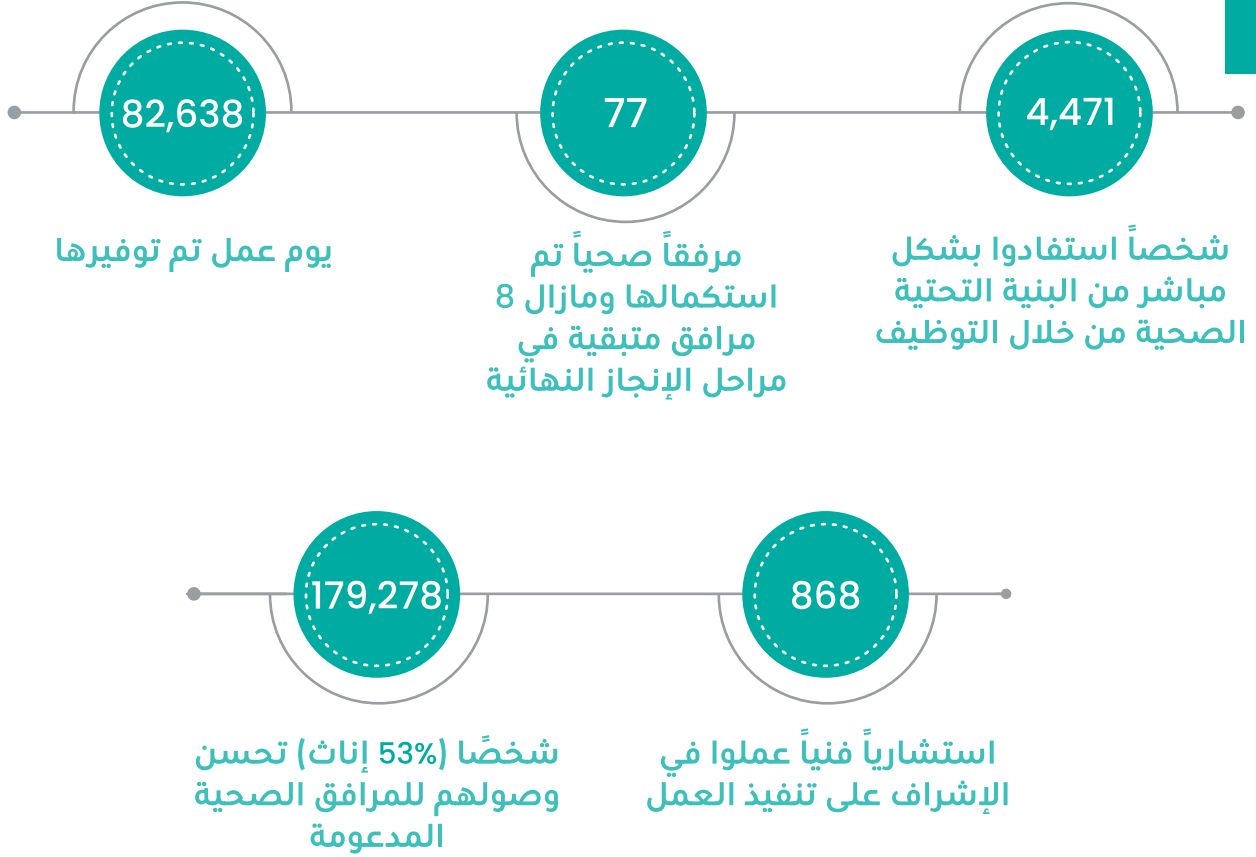 4,471
شخصاً استفادوا بشكل
مباشر من البنية التحتية
الصحية من خلال التوظيف
77
مرفقاً صحياً تم
استكمالها ومازال 8
مرافق متبقية في
مراحل الإنجاز النهائية
82,638
يوم عمل تم توفيرها
868
استشارياً فنياً عملوا في
الإشراف على تنفيذ العمل
179,278
شخصًا (53% إناث) تحسن
وصولهم للمرافق الصحية
المدعومة